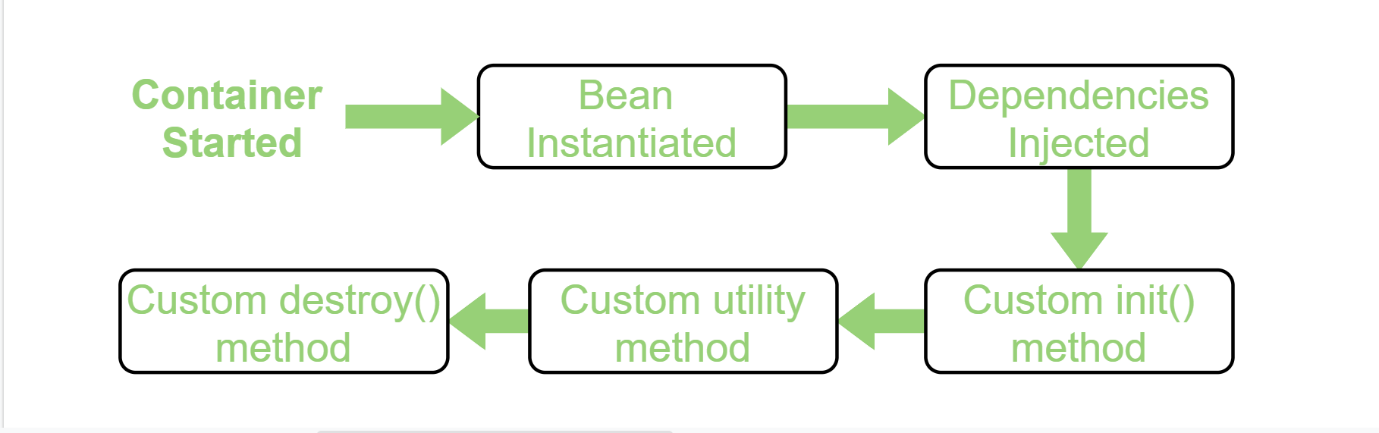 Container
Started
Bean
Instantiated
Dependencies
Injected
Custom init()
method
Custom utility
method
Custom destroy()
method